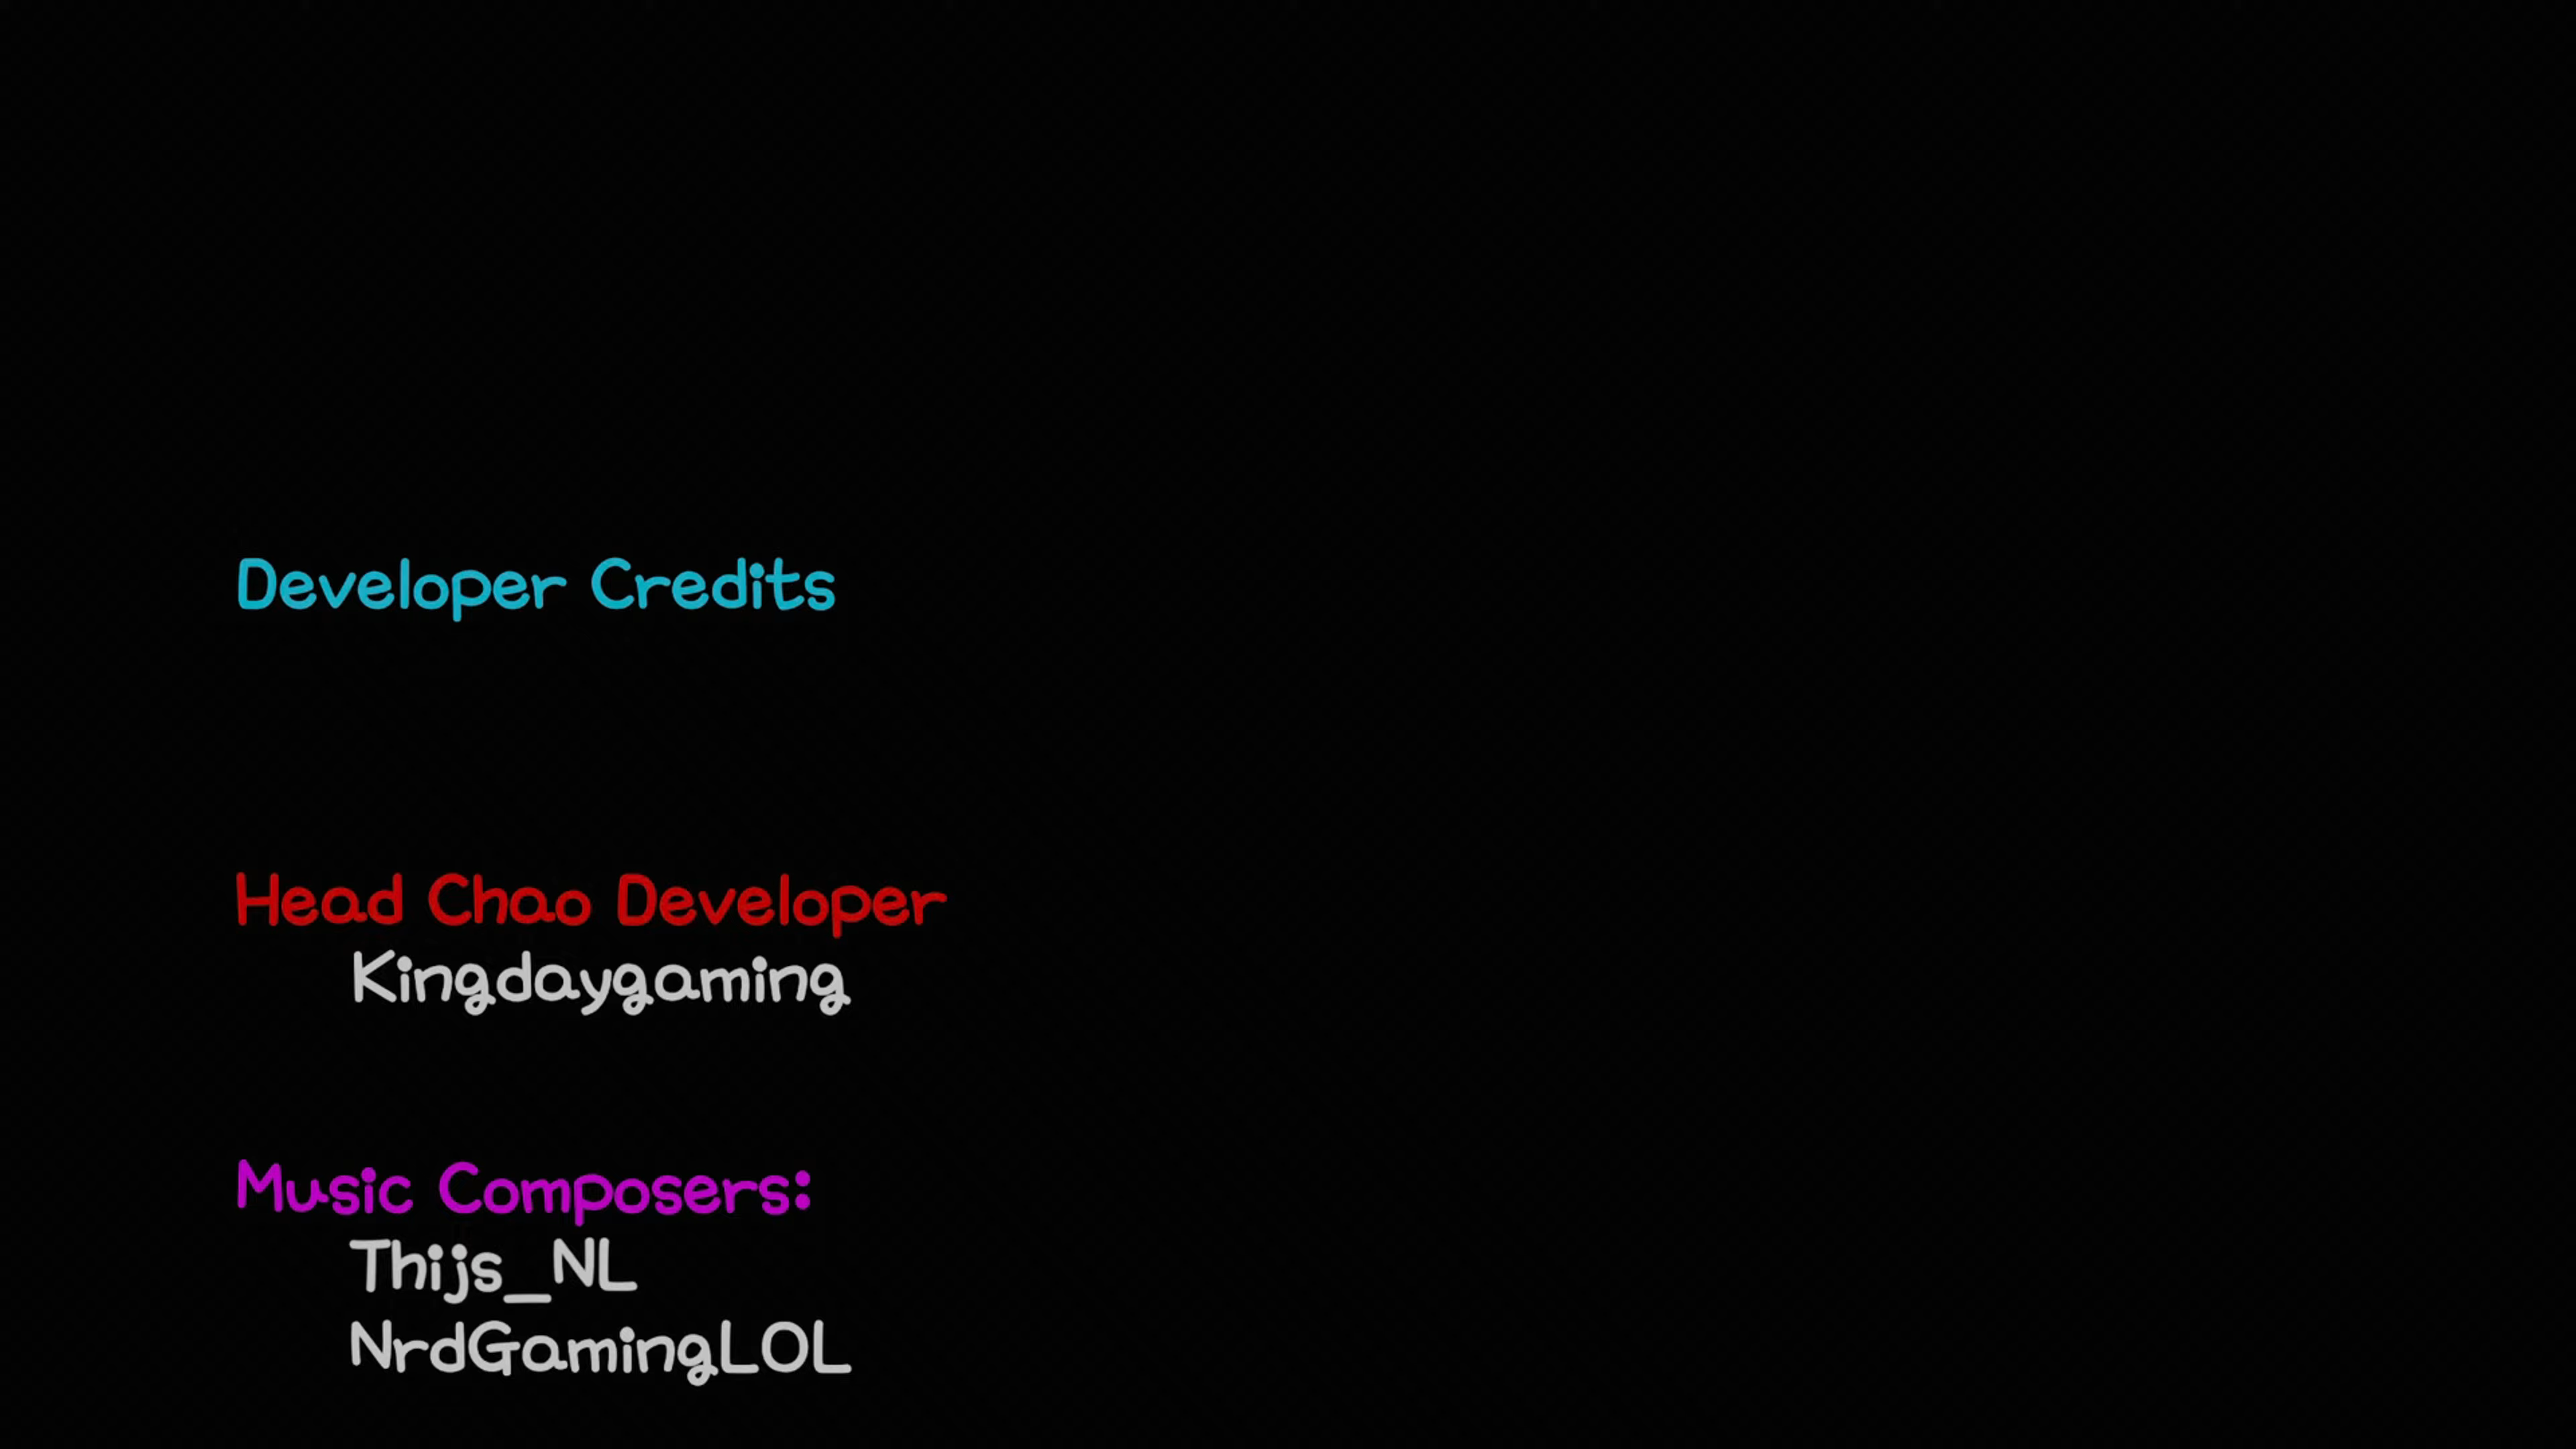 Developer Credits
Head Chao Developer
Kingdaygaming
Music Composers:
Thijs_NL
NrdGamingLOL